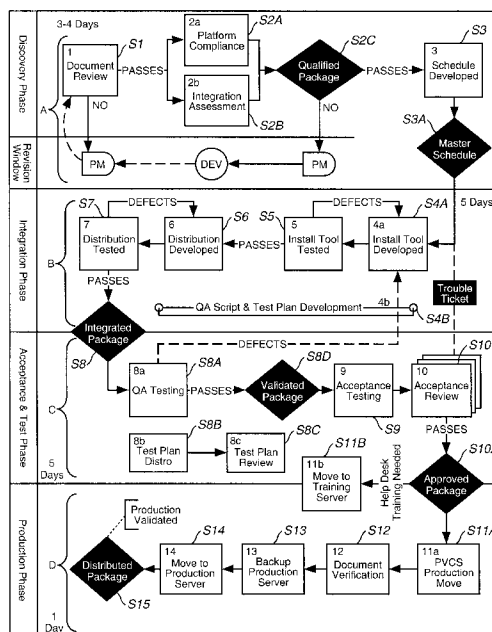 Discovery Phase
3-4 Days
A
1
Document Review
S1
PASSES
NO
2a
Platform Compliance
S2A
2b
Integration Assessment
S2B
Qualified Package
S2C
PASSES
NO
3
Schedule Developed
S3
S3A
Master Schedule
Revision Window
PM
DEV
PM
5 Days
Integration Phase
B
S7
7
Distribution Tested
DEFECTS
S6
6
Distribution Developed
PASSES
S5
5
Install Tool Tested
DEFECTS
S4A
4a
Install Tool Developed
PASSES
QA Script & Test Plan Development
4b
S4B
Trouble Ticket
Integrated Package
S8
Acceptance & Test Phase
C
5 Days
DEFECTS
8a
QA Testing
S8A
PASSES
Validated Package
S8D
9
Acceptance Testing
S9
10
Acceptance Review
S10
PASSES
8b
Test Plan Distro
S8B
8c
Test Plan Review
S8C
S11B
11b
Move to Training Server
Help Desk Training Needed
Approved Package
Production Phase
D
1 Day
Production Validated
Distributed Package
S15
S14
14
Move to Production Server
S13
13
Backup Production Server
S12
12
Document Verification
11a
PVCS Production Move